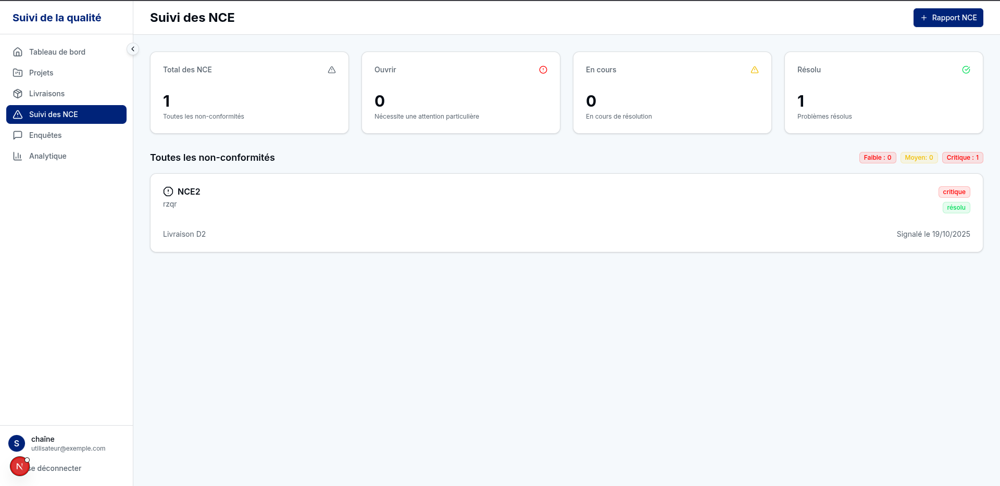 Suivi de la qualité
Suivi des NCE
Rapport NCE
Tableau de bord
Projets
Livraisons
Suivi des NCE
Enquêtes
Analytique
Total des NCE
1
Toutes les non-conformités
Ouvrir
0
Nécessite une attention particulière
En cours
0
En cours de résolution
Résolu
1
Problèmes résolus
Toutes les non-conformités
Faible : 0
Moyen: 0
Critique : 1
NCE2
critique
rzqr
résolu
Livraison D2
Signalé le 19/10/2025
S
chaîne
utilisateur@exemple.com
N
se déconnecter